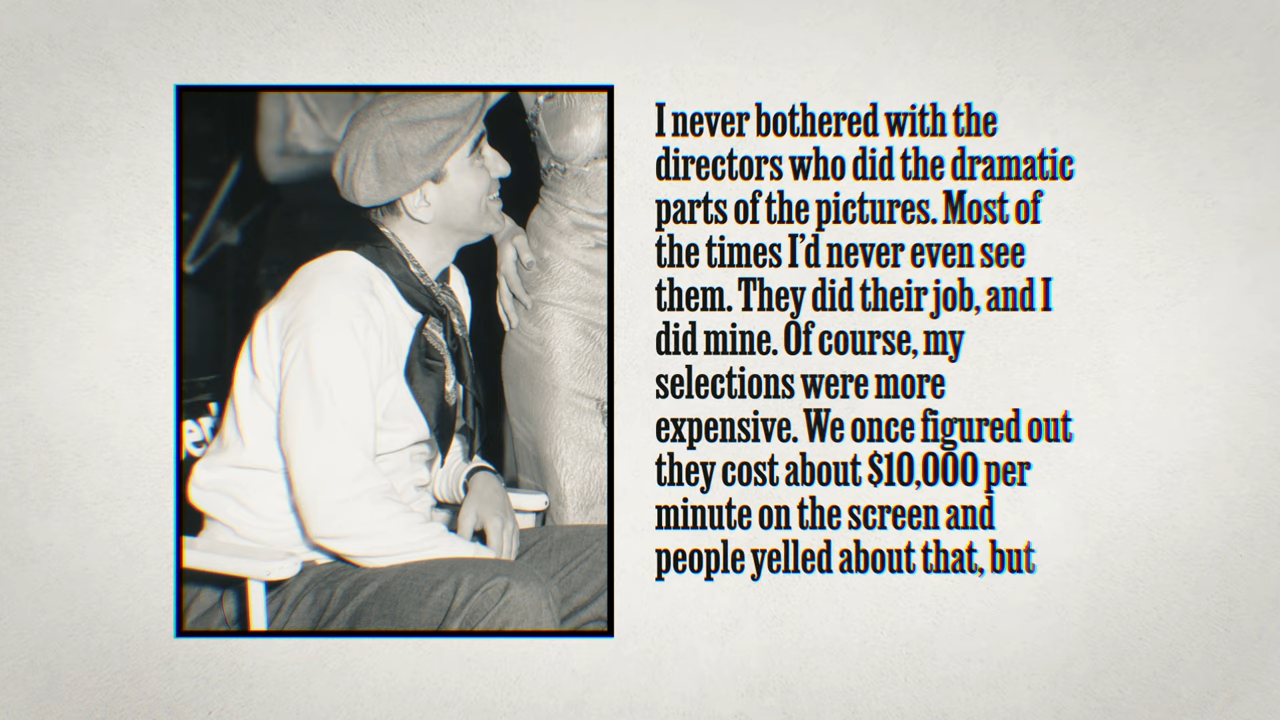 I never bothered with the
directors who did the dramatic
parts of the pictures. Most of
the times I’d never even see
them. They did their job, and I
did mine. Of course, my
selections were more
expensive. We once figured out
they cost about $10,000 per
minute on the screen and
people yelled about that, but